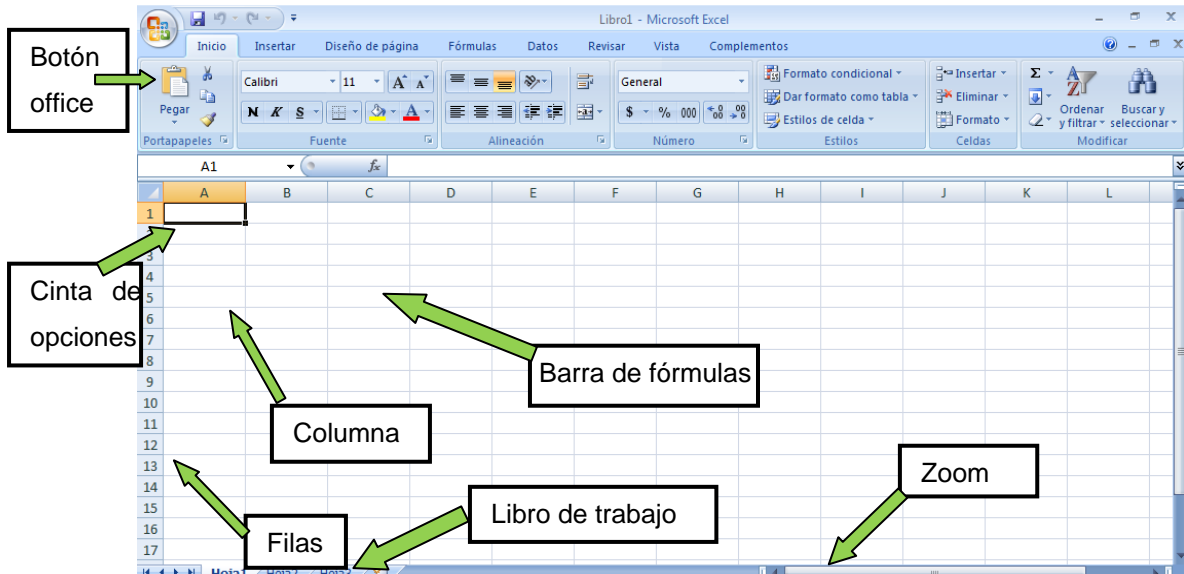 Libro1 - Microsoft Excel
Inicio Insertar Diseño de página Fórmulas Datos Revisar Vista Complementos
Botón
office
Pegar
Calibri 11
N K S
A A
A
General
$ % 000
Formato condicional
Dar formato como tabla
Estilos de celda
Insertar
Eliminar
Formato
Σ
Ordenar
y filtrar
Buscar y
seleccionar
Portapapeles Fuente Alineación Número Estilos Celdas Modificar
A1 fx
A B C D E F G H I J K L
1
3
4
5
6
7
8
9
10
11
12
13
14
15
16
17
Cinta de
opciones
Barra de fórmulas
Columna
Zoom
Libro de trabajo
Filas
Hoja1 Hoja2 Hoja3